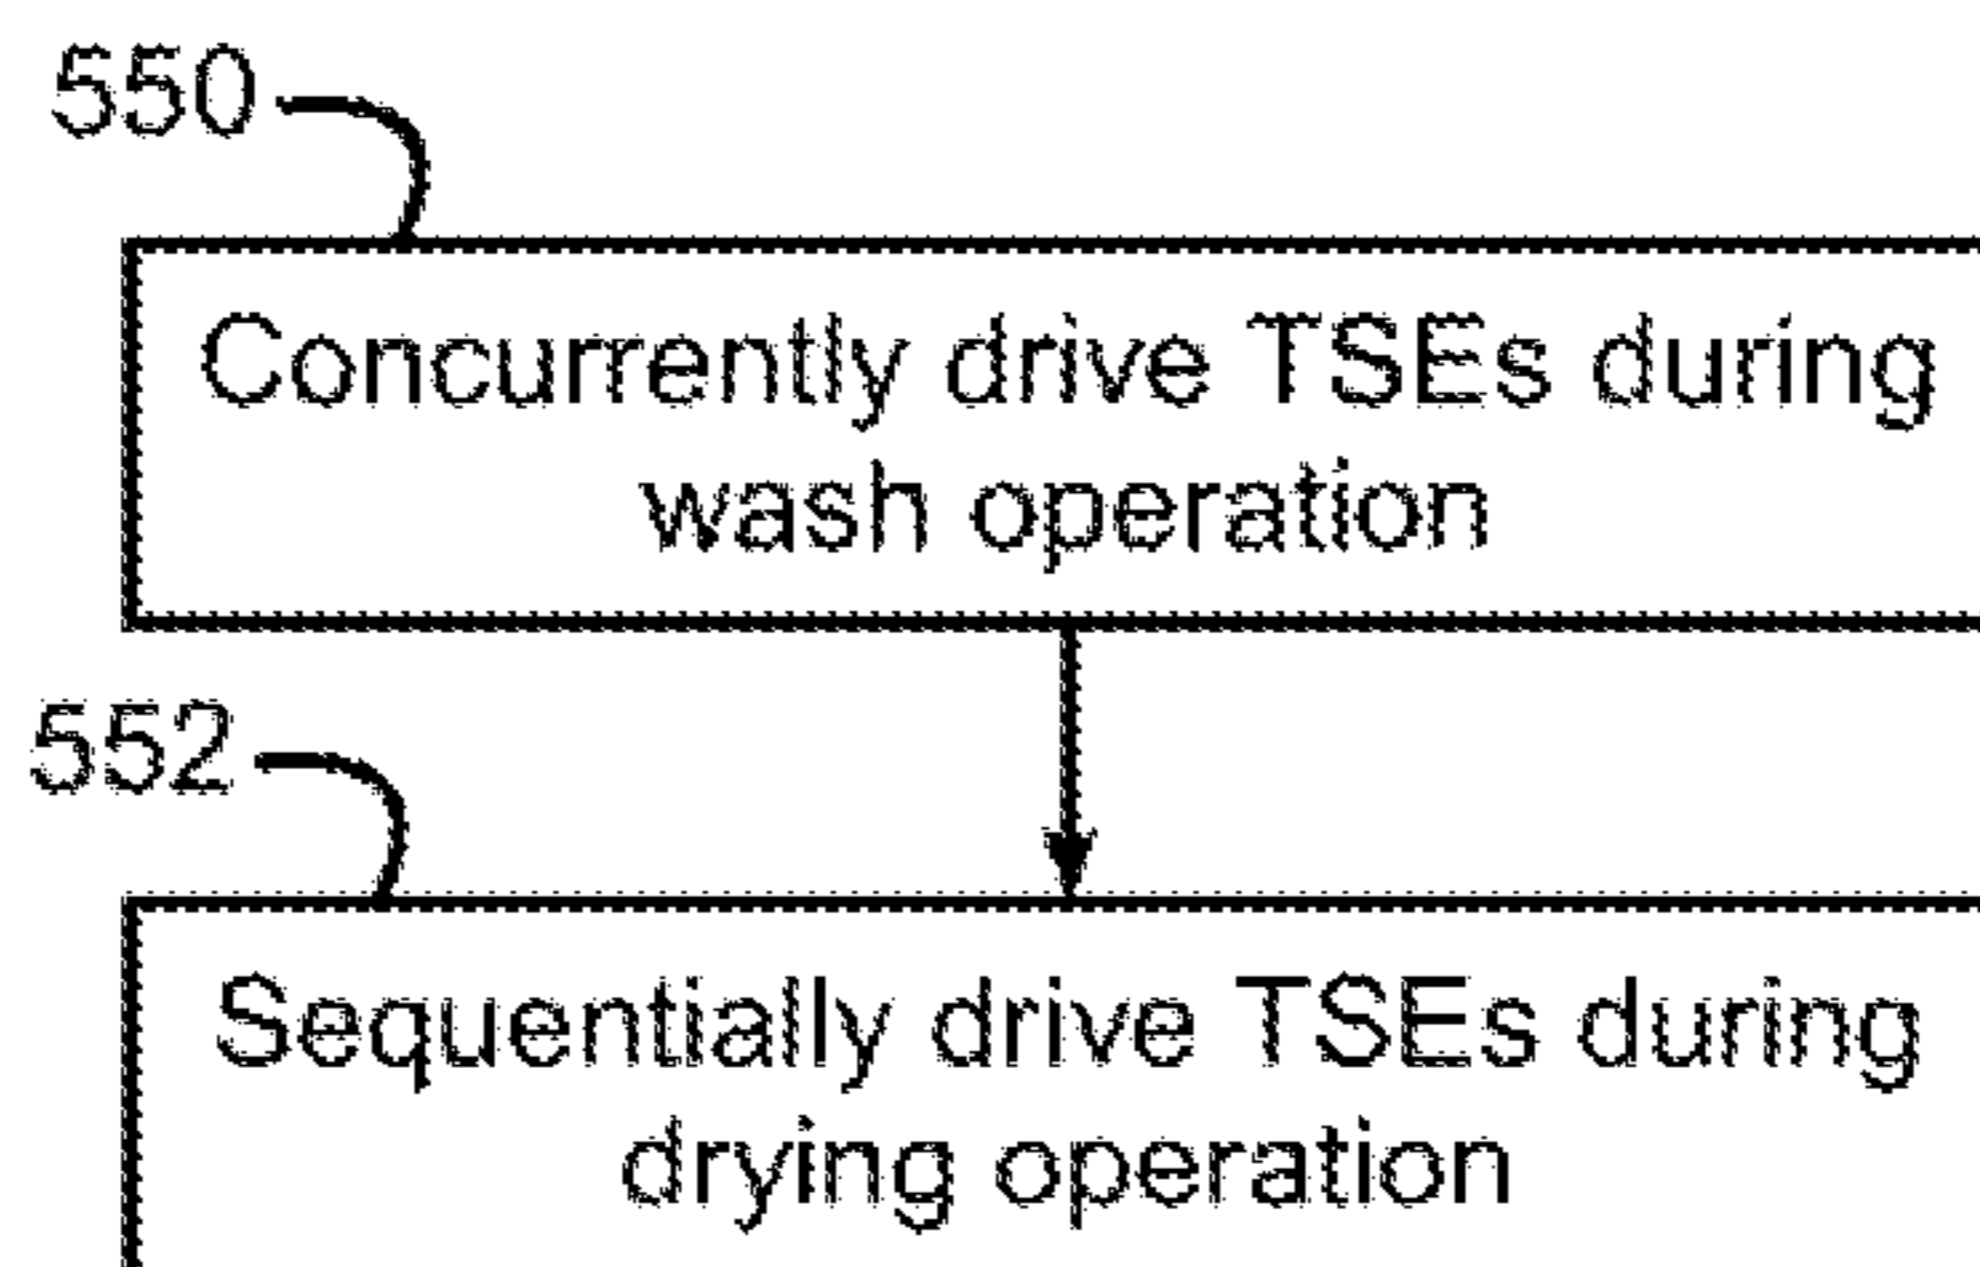 550
Concurrently drive TSEs during
wash operation
552
Sequentially drive TSEs during
drying operation